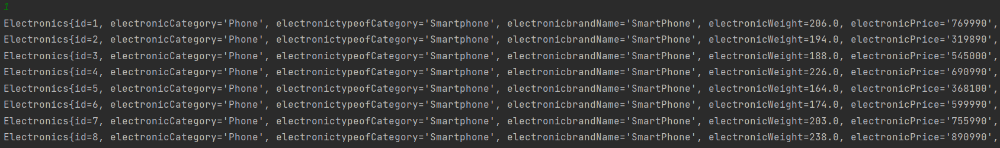 1
Electronics{id=1, electronicCategory='Phone', electronictypeofCategory='Smartphone', electronicbrandName='SmartPhone', electronicWeight=206.0, electronicPrice='769990',
Electronics{id=2, electronicCategory='Phone', electronictypeofCategory='Smartphone', electronicbrandName='SmartPhone', electronicWeight=194.0, electronicPrice='319890',
Electronics{id=3, electronicCategory='Phone', electronictypeofCategory='Smartphone', electronicbrandName='SmartPhone', electronicWeight=188.0, electronicPrice='545000',
Electronics{id=4, electronicCategory='Phone', electronictypeofCategory='Smartphone', electronicbrandName='SmartPhone', electronicWeight=226.0, electronicPrice='690990',
Electronics{id=5, electronicCategory='Phone', electronictypeofCategory='Smartphone', electronicbrandName='SmartPhone', electronicWeight=164.0, electronicPrice='368100',
Electronics{id=6, electronicCategory='Phone', electronictypeofCategory='Smartphone', electronicbrandName='SmartPhone', electronicWeight=174.0, electronicPrice='599990',
Electronics{id=7, electronicCategory='Phone', electronictypeofCategory='Smartphone', electronicbrandName='SmartPhone', electronicWeight=203.0, electronicPrice='755990',
Electronics{id=8, electronicCategory='Phone', electronictypeofCategory='Smartphone', electronicbrandName='SmartPhone', electronicWeight=238.0, electronicPrice='890990',